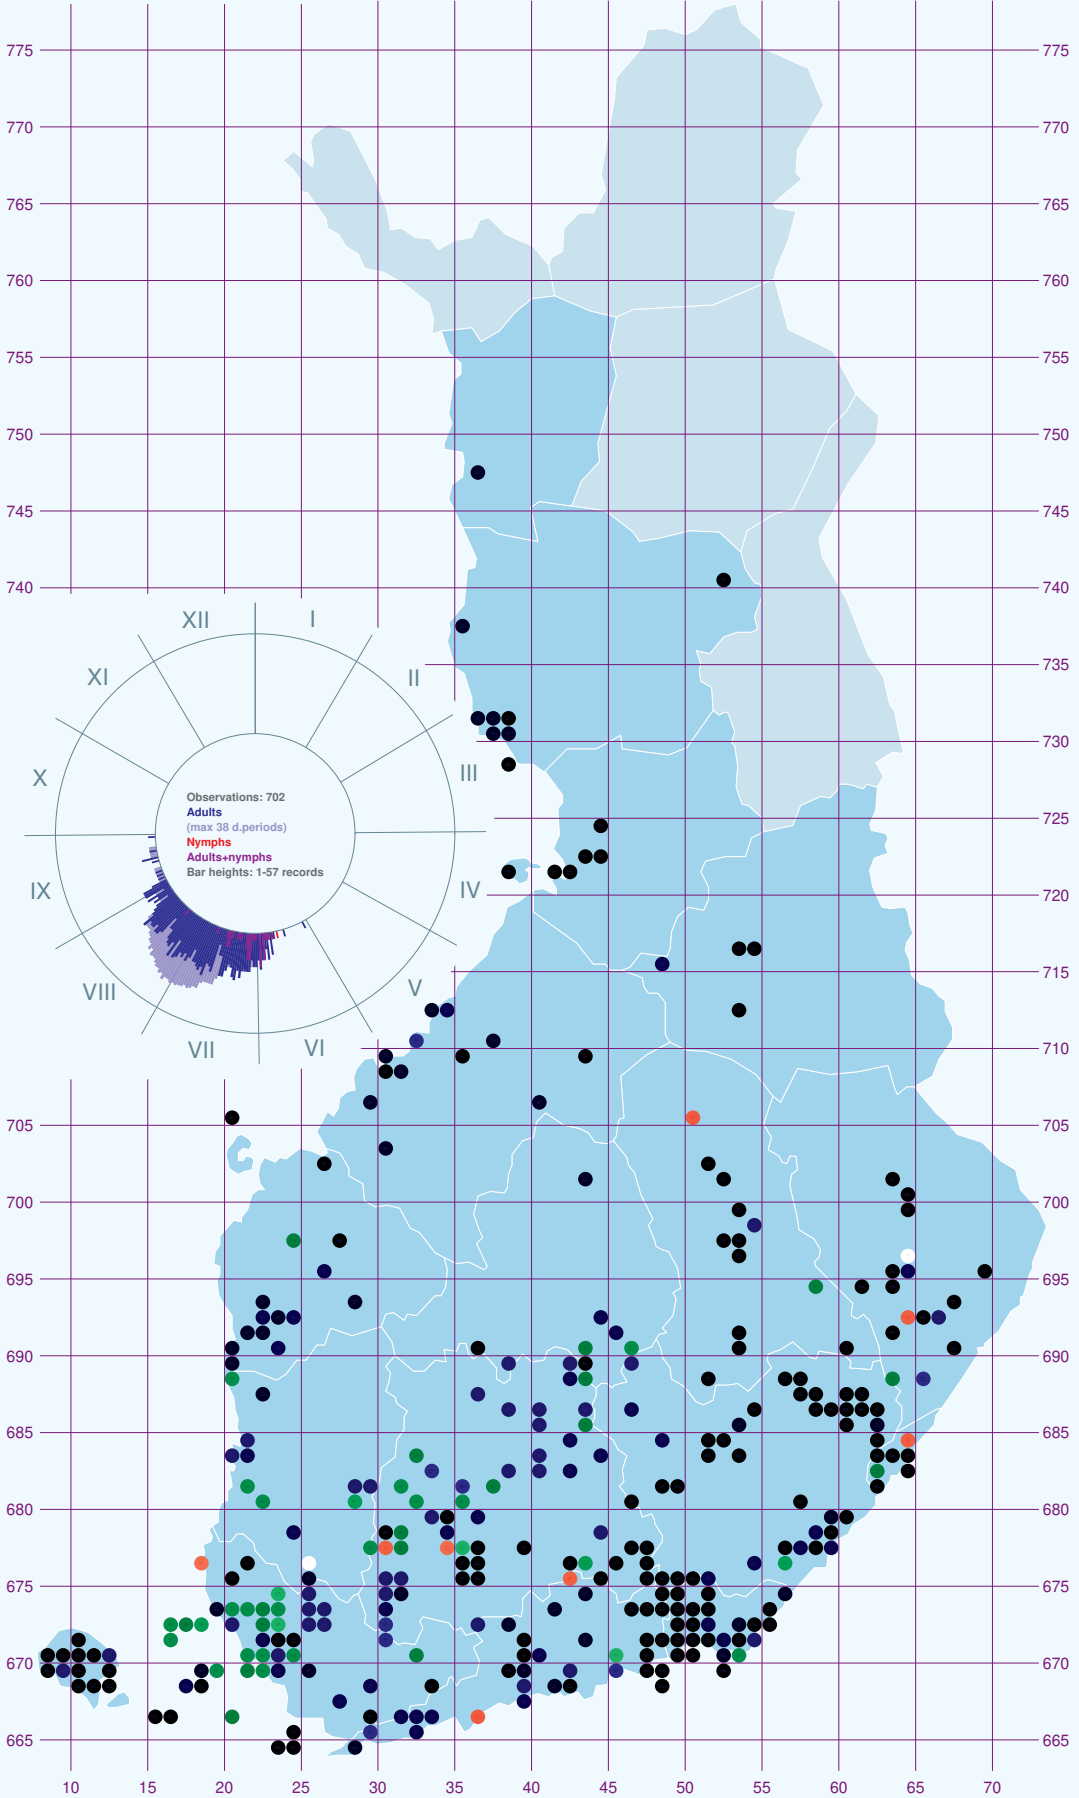 775 775
770 770
765 765
760 760
755 755
750 750
745 745
740 740
XII I
XI II
735
730
X III
Observations: 702
Adults
(max 38 d.periods)
Nymphs
Adults+nymphs
Bar heights: 1-57 records
725
IX IV
720
VIII V
715
VII VI
710
705 705
700 700
695 695
690 690
685 685
680 680
675 675
670 670
665 665
10 15 20 25 30 35 40 45 50 55 60 65 70